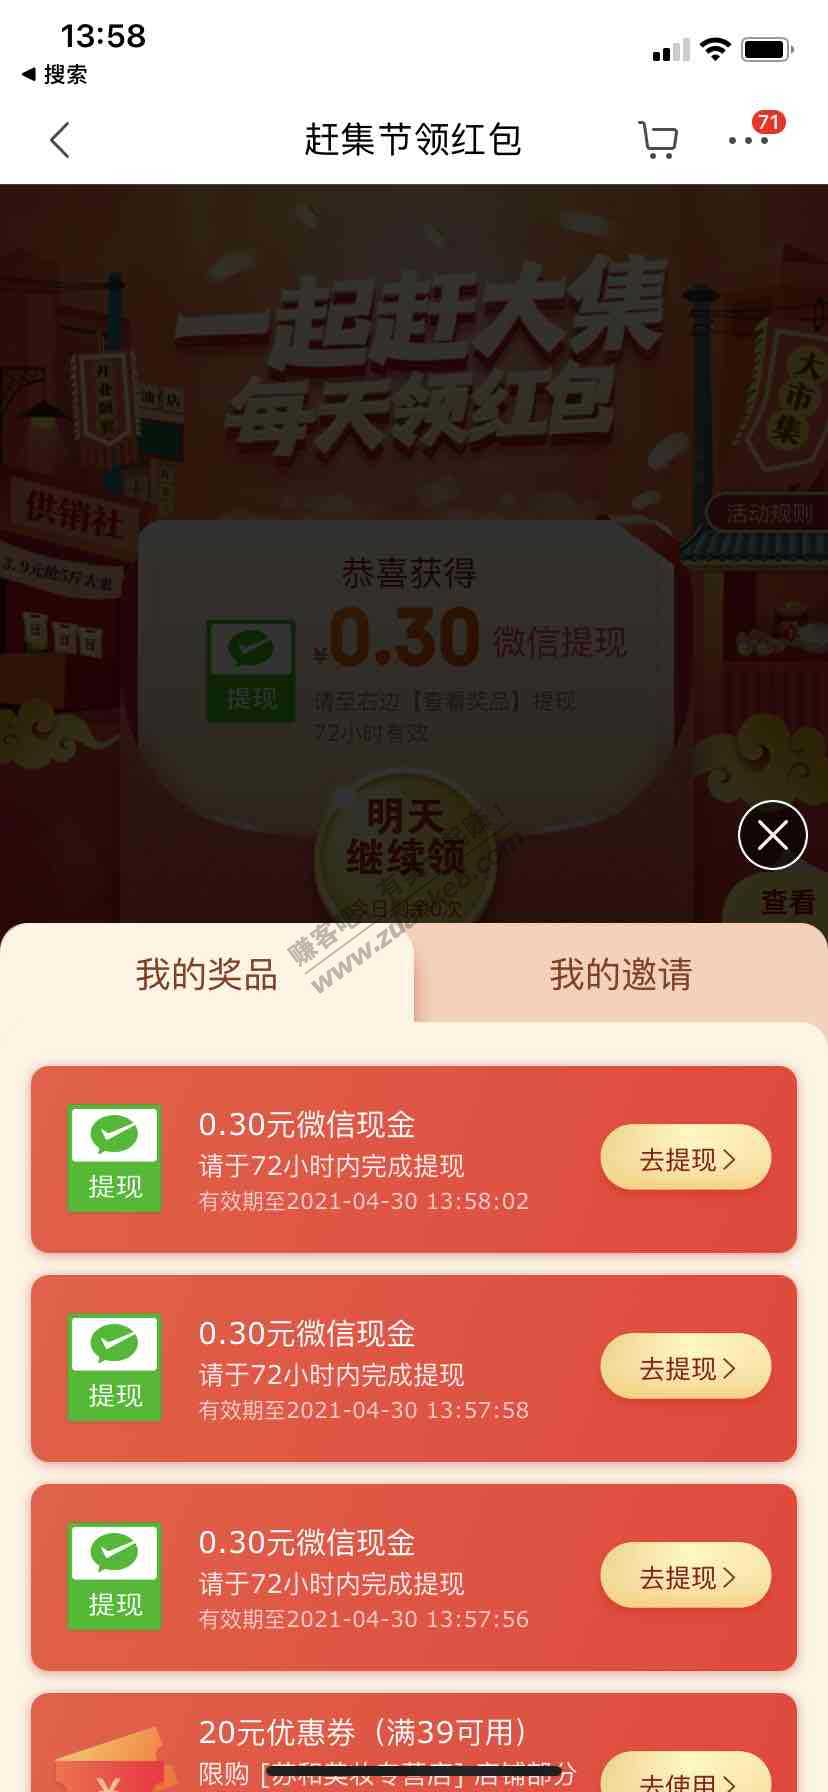 13:58
◀ 搜索
赶集节领红包
71
一起赶大集
每天领红包
大市集
油 店
供销社
3.9元抢5斤大米
活动规则
恭喜获得
提现
¥0.30 微信提现
请至右边【查看奖品】提现
72小时有效
明天
继续领
今日剩余0次
查看
赚客吧
www.zuanke8.com
我的奖品
我的邀请
0.30元微信现金
请于72小时内完成提现
有效期至2021-04-30 13:58:02
提现
去提现>
0.30元微信现金
请于72小时内完成提现
有效期至2021-04-30 13:57:58
提现
去提现>
0.30元微信现金
请于72小时内完成提现
有效期至2021-04-30 13:57:56
提现
去提现>
20元优惠券（满39可用）
限购 [苏和美妆专营店] 店铺部分
去使用>